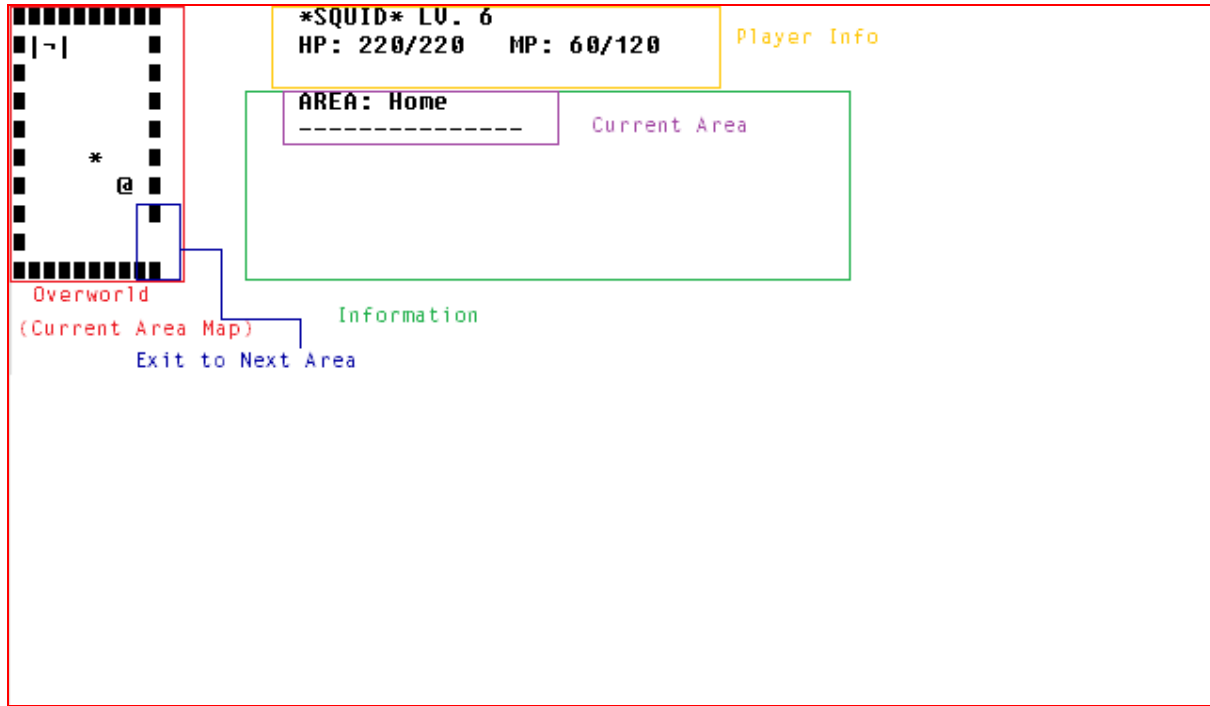 *SQUID* LV. 6
HP: 220/220 MP: 60/120
Player Info
|¬|
AREA: Home
---------------
Current Area
*
@
Overworld
(Current Area Map)
Information
Exit to Next Area